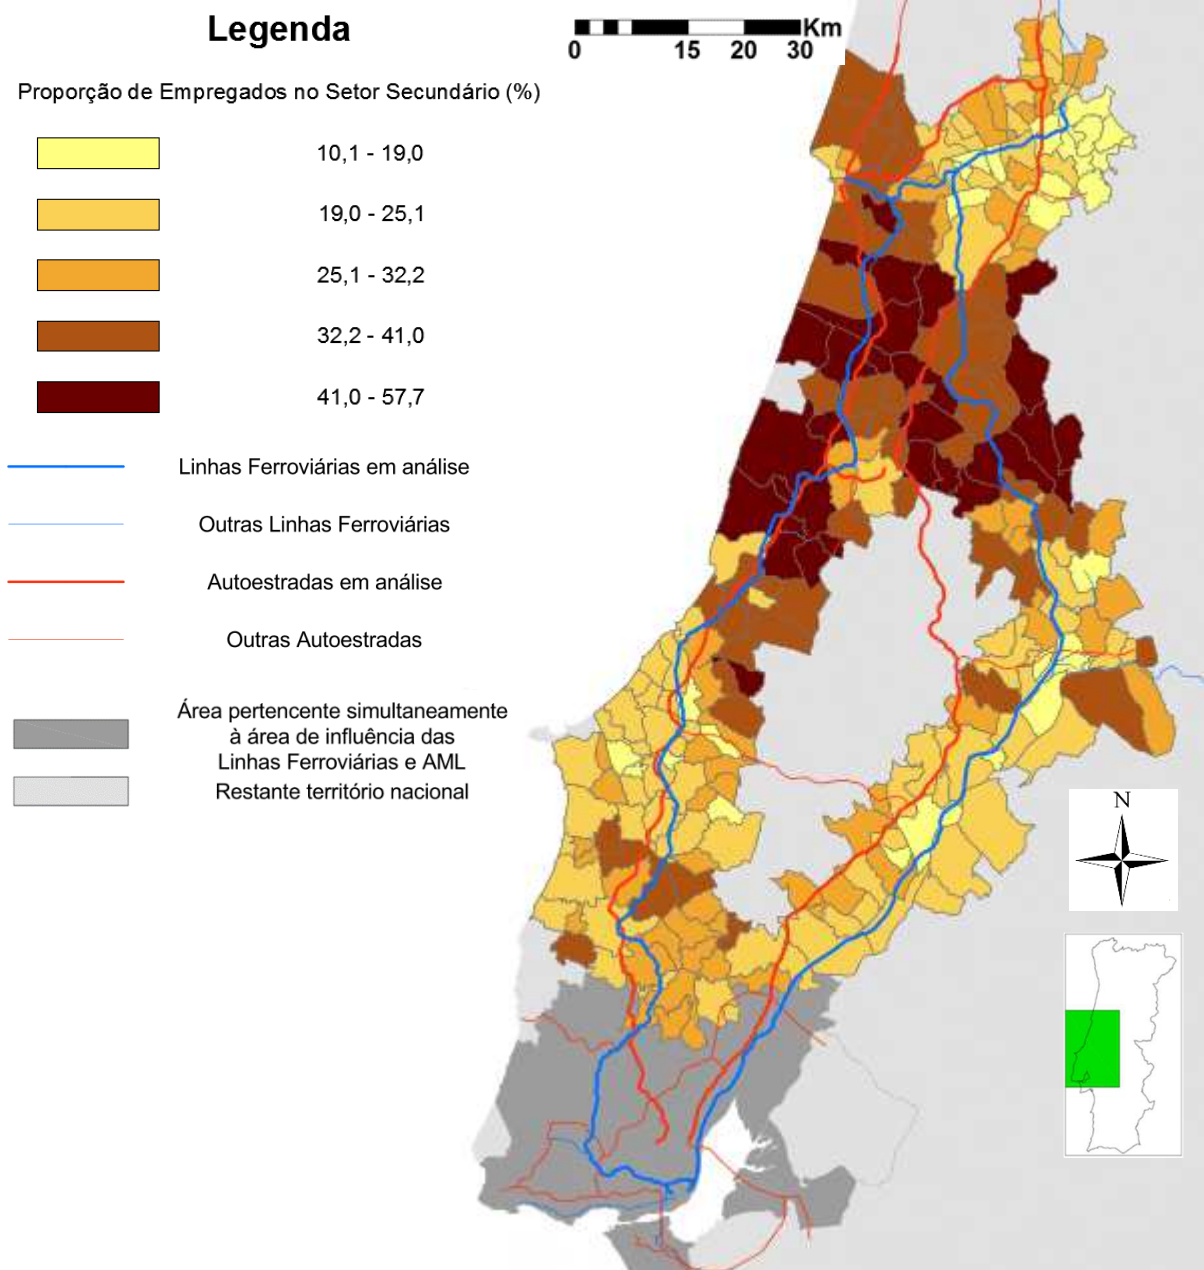 Legenda
Proporção de Empregados no Setor Secundário (%)
10,1 - 19,0
19,0 - 25,1
25,1 - 32,2
32,2 - 41,0
41,0 - 57,7
Linhas Ferroviárias em análise
Outras Linhas Ferroviárias
Autoestradas em análise
Outras Autoestradas
Área pertencente simultaneamente
à área de influência das
Linhas Ferroviárias e AML
Restante território nacional
Km
0 15 20 30
N